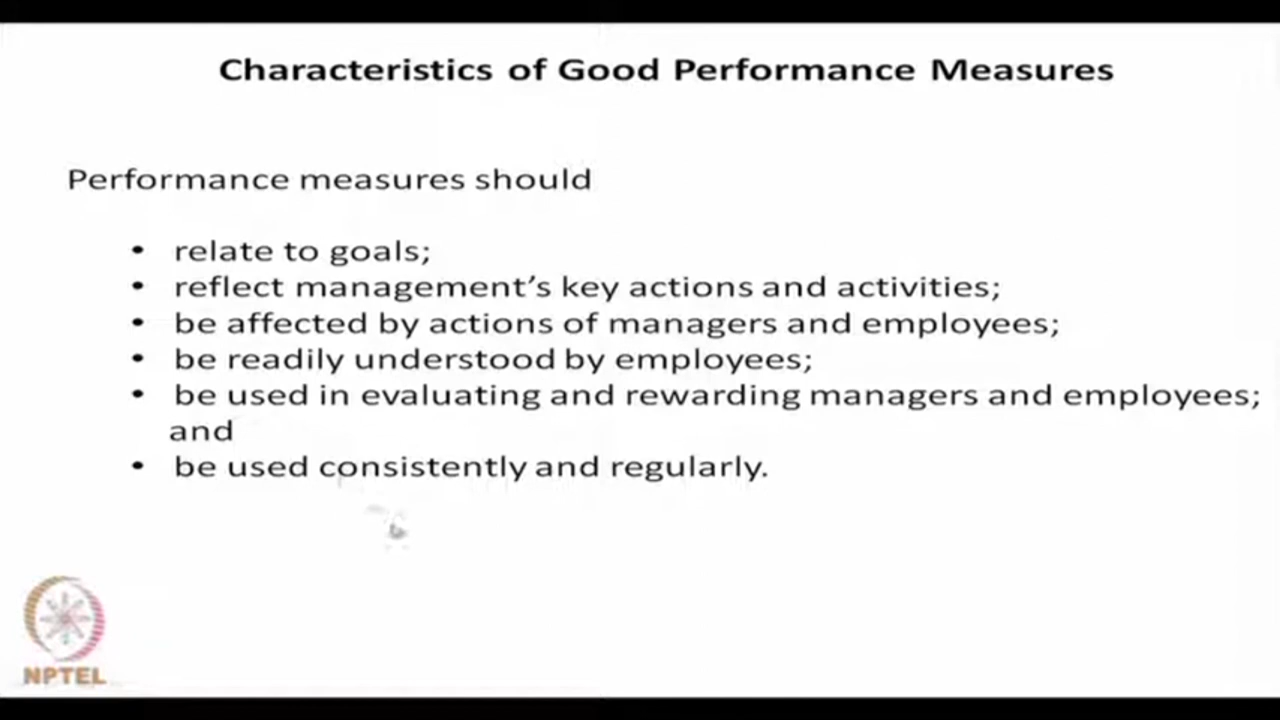 Characteristics of Good Performance Measures
Performance measures should
• relate to goals;
• reflect management’s key actions and activities;
• be affected by actions of managers and employees;
• be readily understood by employees;
• be used in evaluating and rewarding managers and employees;
and
• be used consistently and regularly.
NPTEL